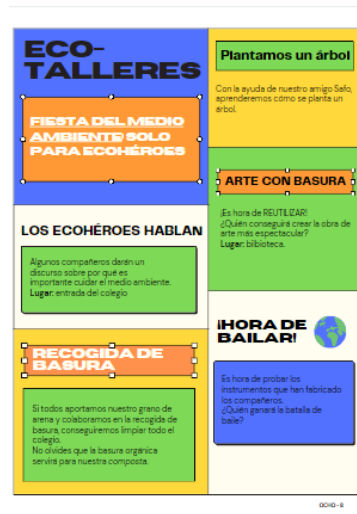 ECO-
TALLERES
FIESTA DEL MEDIO
AMBIENTE SOLO
PARA ECOHÉROES
LOS ECOHÉROES HABLAN
Algunos compañeros darán un
discurso sobre por qué es
importante cuidar el medio ambiente.
Lugar: entrada del colegio
RECOGIDA DE
BASURA
Si todos aportamos nuestro grano de
arena y colaboramos en la recogida de
basura, conseguiremos limpiar todo el
colegio.
No olvides que la basura orgánica
servirá para nuestra composta.
Plantamos un árbol
Con la ayuda de nuestro amigo Safo,
aprenderemos cómo se planta un
árbol.
ARTE CON BASURA
¡Es hora de REUTILIZAR!
¿Quién conseguirá crear la obra de
arte más espectacular?
Lugar: bilbioteca.
¡HORA DE
BAILAR!
Es hora de probar los
instrumentos que han fabricado
los compañeros.
¿Quién ganará la batalla de
baile?
OCHO - 8